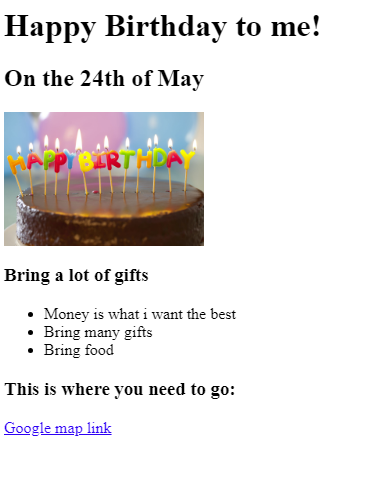 Happy Birthday to me!
On the 24th of May
HAPPY BIRTHDAY
Bring a lot of gifts
Money is what i want the best
Bring many gifts
Bring food
This is where you need to go:
Google map link